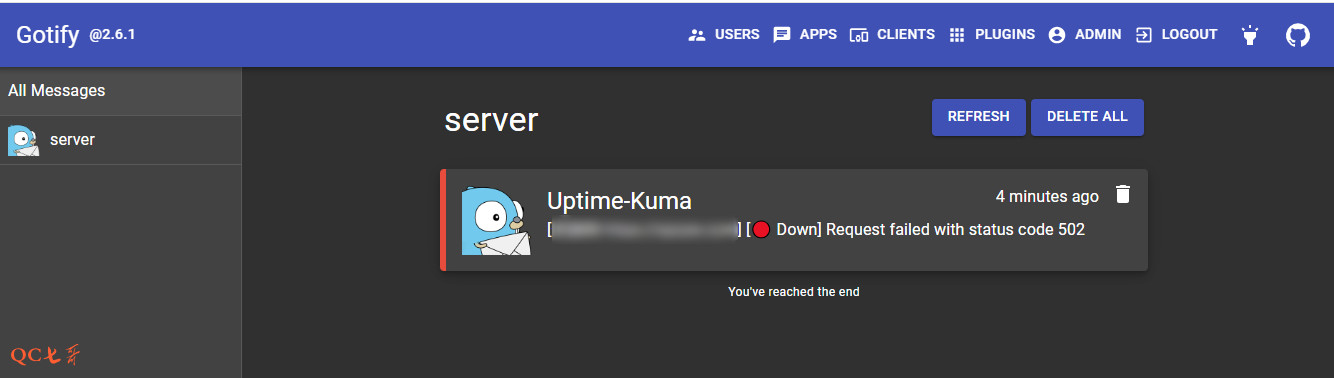 Gotify @2.6.1 USERS APPS CLIENTS PLUGINS ADMIN LOGOUT
All Messages
server
server REFRESH DELETE ALL
Uptime-Kuma 4 minutes ago
[ ] [🔴 Down] Request failed with status code 502
You've reached the end
QC七哥